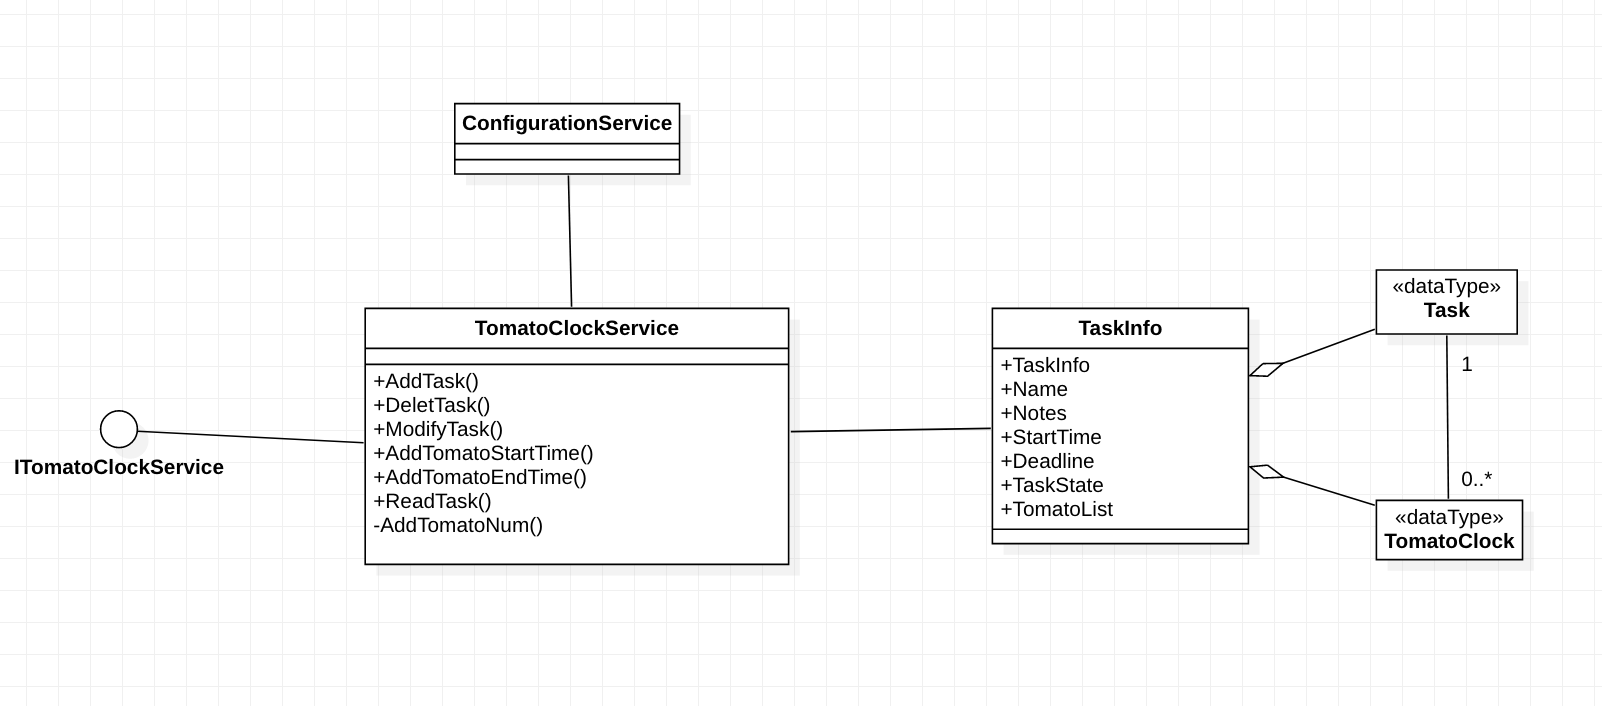 ConfigurationService
TomatoClockService
+AddTask()
+DeletTask()
+ModifyTask()
+AddTomatoStartTime()
+AddTomatoEndTime()
+ReadTask()
-AddTomatoNum()
ITomatoClockService
TaskInfo
+TaskInfo
+Name
+Notes
+StartTime
+Deadline
+TaskState
+TomatoList
«dataType»
Task
1
0..*
«dataType»
TomatoClock